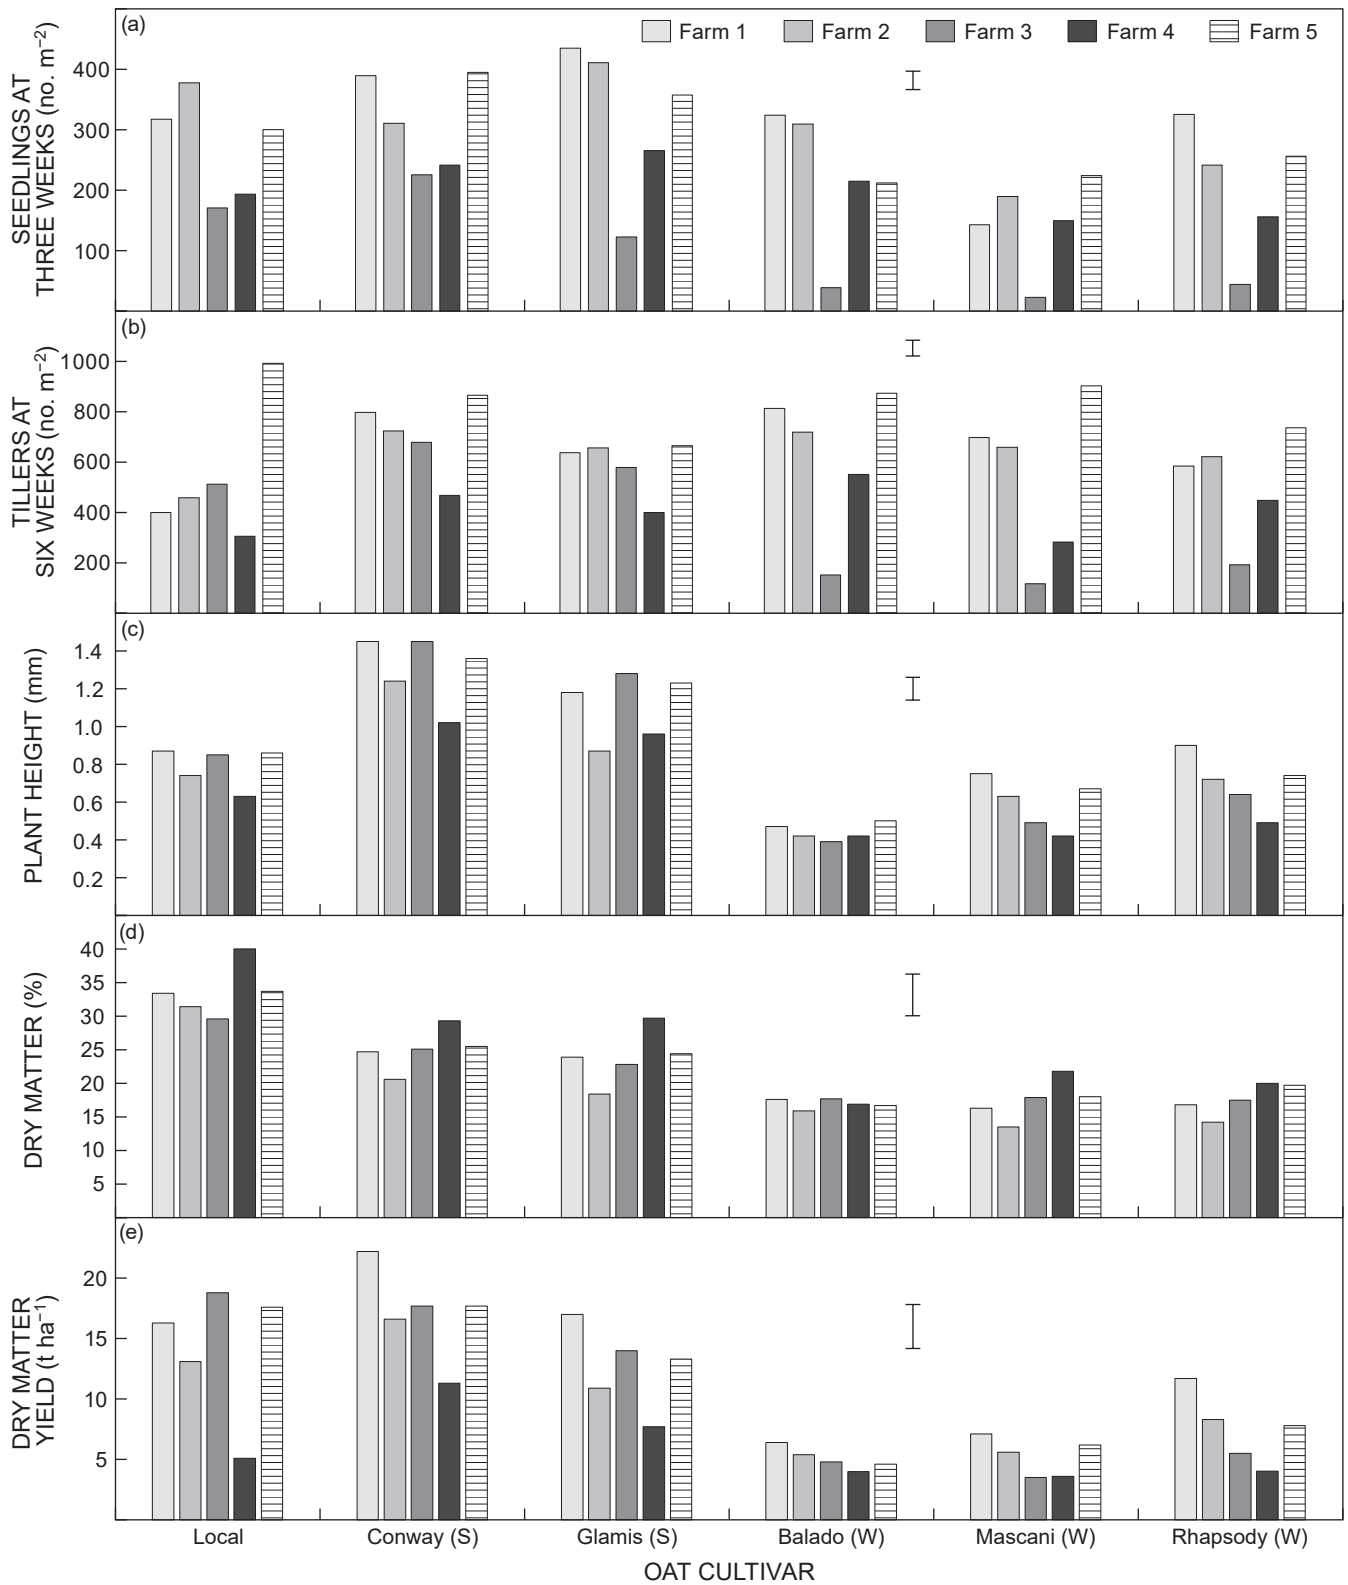 (a)
Farm 1
Farm 2
Farm 3
Farm 4
Farm 5
SEEDLINGS AT
THREE WEEKS (no. m⁻²)
400
300
200
100
(b)
TILLERS AT
SIX WEEKS (no. m⁻²)
1000
800
600
400
200
(c)
PLANT HEIGHT (mm)
1.4
1.2
1.0
0.8
0.6
0.4
0.2
(d)
DRY MATTER (%)
40
35
30
25
20
15
10
5
(e)
DRY MATTER
YIELD (t ha⁻¹)
20
15
10
5
Local
Conway (S)
Glamis (S)
Balado (W)
Mascani (W)
Rhapsody (W)
OAT CULTIVAR